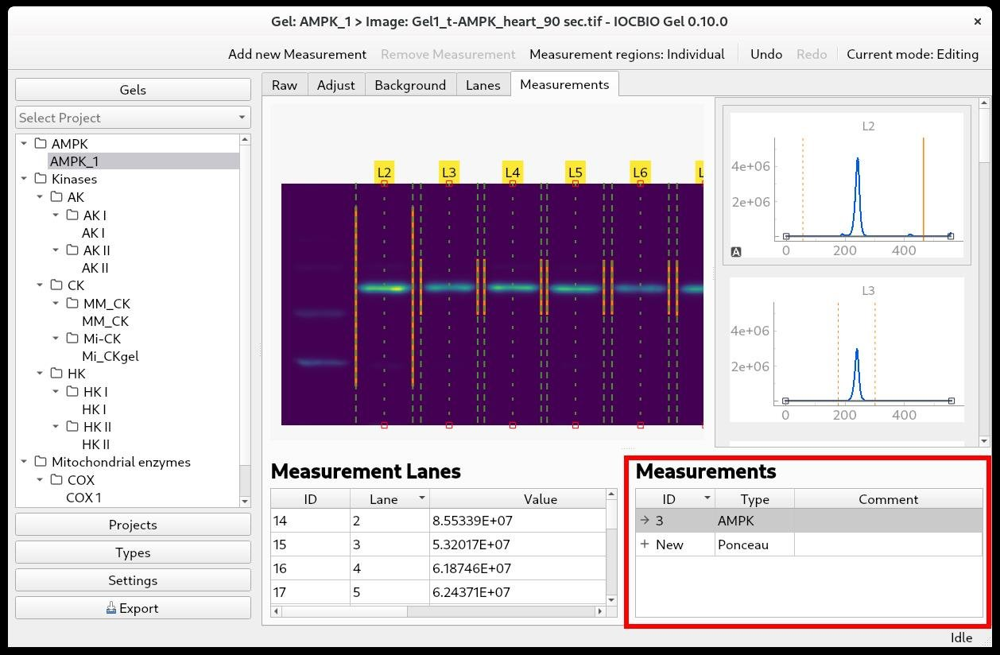 Gel: AMPK_1 > Image: Gel1_t-AMPK_heart_90 sec.tif - IOCBIO Gel 0.10.0 ×
Add new Measurement Remove Measurement Measurement regions: Individual Undo Redo Current mode: Editing
Gels
Select Project
AMPK
AMPK_1
Kinases
AK
AK I
AK I
AK II
AK II
CK
MM_CK
MM_CK
Mi-CK
Mi_CKgel
HK
HK I
HK I
HK II
HK II
Mitochondrial enzymes
COX
COX 1
Projects
Types
Settings
Export
Raw Adjust Background Lanes Measurements
L2 L3 L4 L5 L6 L
L2
4e+06
2e+06
A
0 200 400
L3
4e+06
2e+06
0 200 400
Measurement Lanes
ID Lane Value
14 2 8.55339E+07
15 3 5.32017E+07
16 4 6.18746E+07
17 5 6.24371E+07
Measurements
ID Type Comment
→ 3 AMPK
+ New Ponceau
Idle